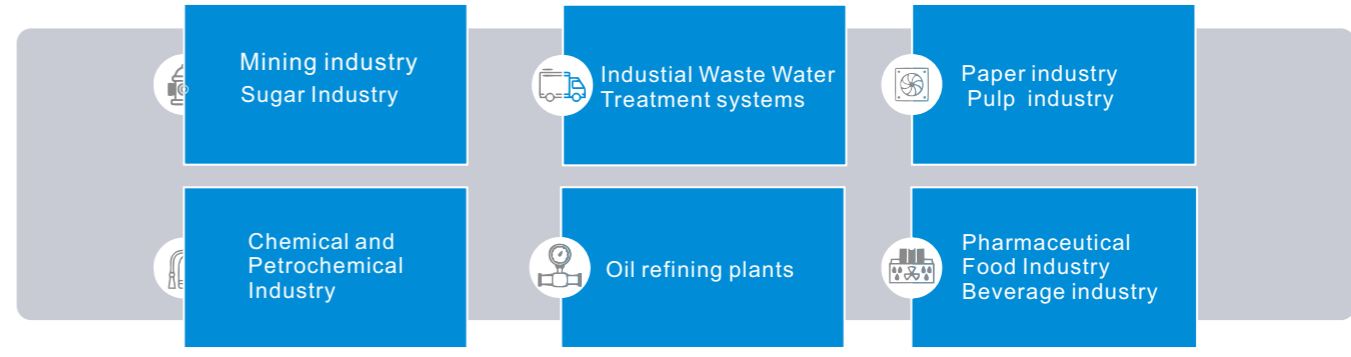 Mining industry
Sugar Industry
Industial Waste Water
Treatment systems
Paper industry
Pulp industry
Chemical and
Petrochemical
Industry
Oil refining plants
Pharmaceutical
Food Industry
Beverage industry